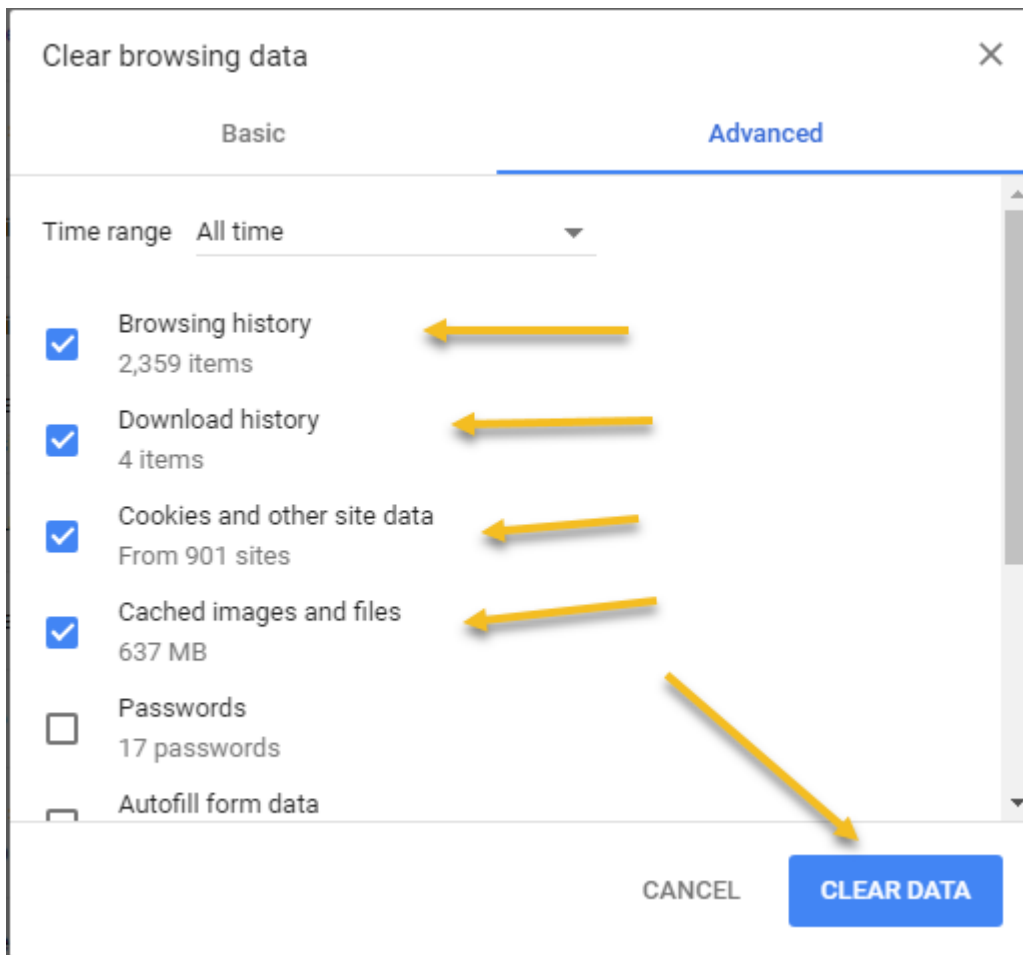 Clear browsing data
Basic
Advanced
Time range All time
Browsing history
2,359 items
Download history
4 items
Cookies and other site data
From 901 sites
Cached images and files
637 MB
Passwords
17 passwords
Autofill form data
CANCEL
CLEAR DATA